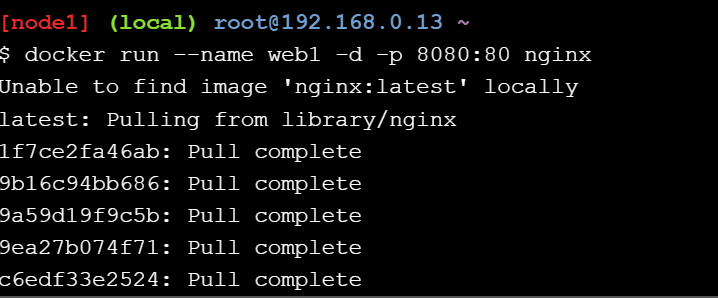 [node1] (local) root@192.168.0.13 ~
$ docker run --name web1 -d -p 8080:80 nginx
Unable to find image 'nginx:latest' locally
latest: Pulling from library/nginx
1f7ce2fa46ab: Pull complete
9b16c94bb686: Pull complete
9a59d19f9c5b: Pull complete
9ea27b074f71: Pull complete
c6edf33e2524: Pull complete